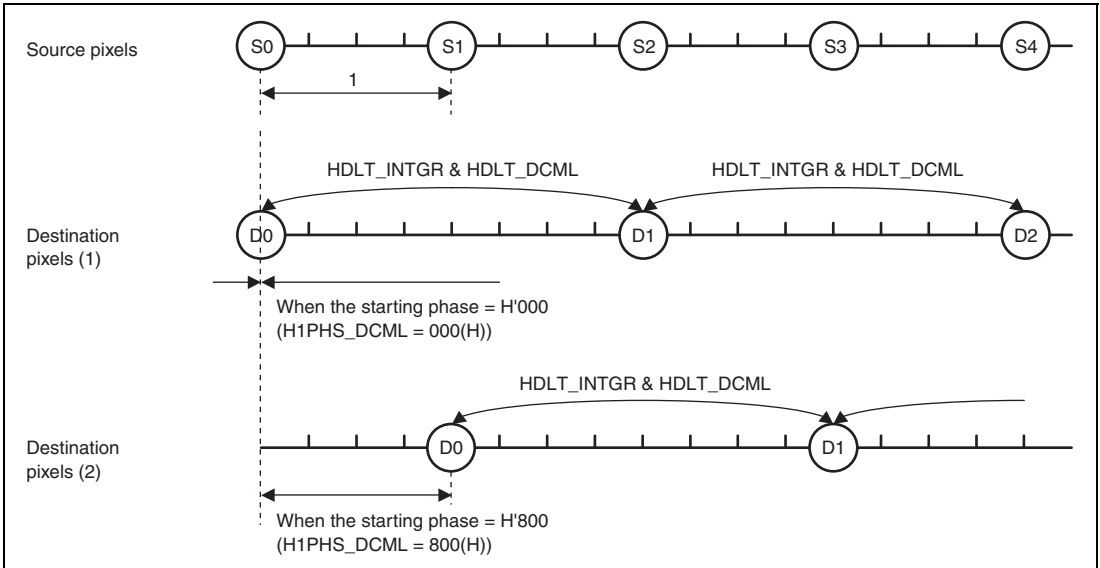 Source pixels
S0 S1 S2 S3 S4
1
HDLT_INTGR & HDLT_DCML HDLT_INTGR & HDLT_DCML
Destination
pixels (1)
D0 D1 D2
When the starting phase = H'000
(H1PHS_DCML = 000(H))
HDLT_INTGR & HDLT_DCML
Destination
pixels (2)
D0 D1
When the starting phase = H'800
(H1PHS_DCML = 800(H))